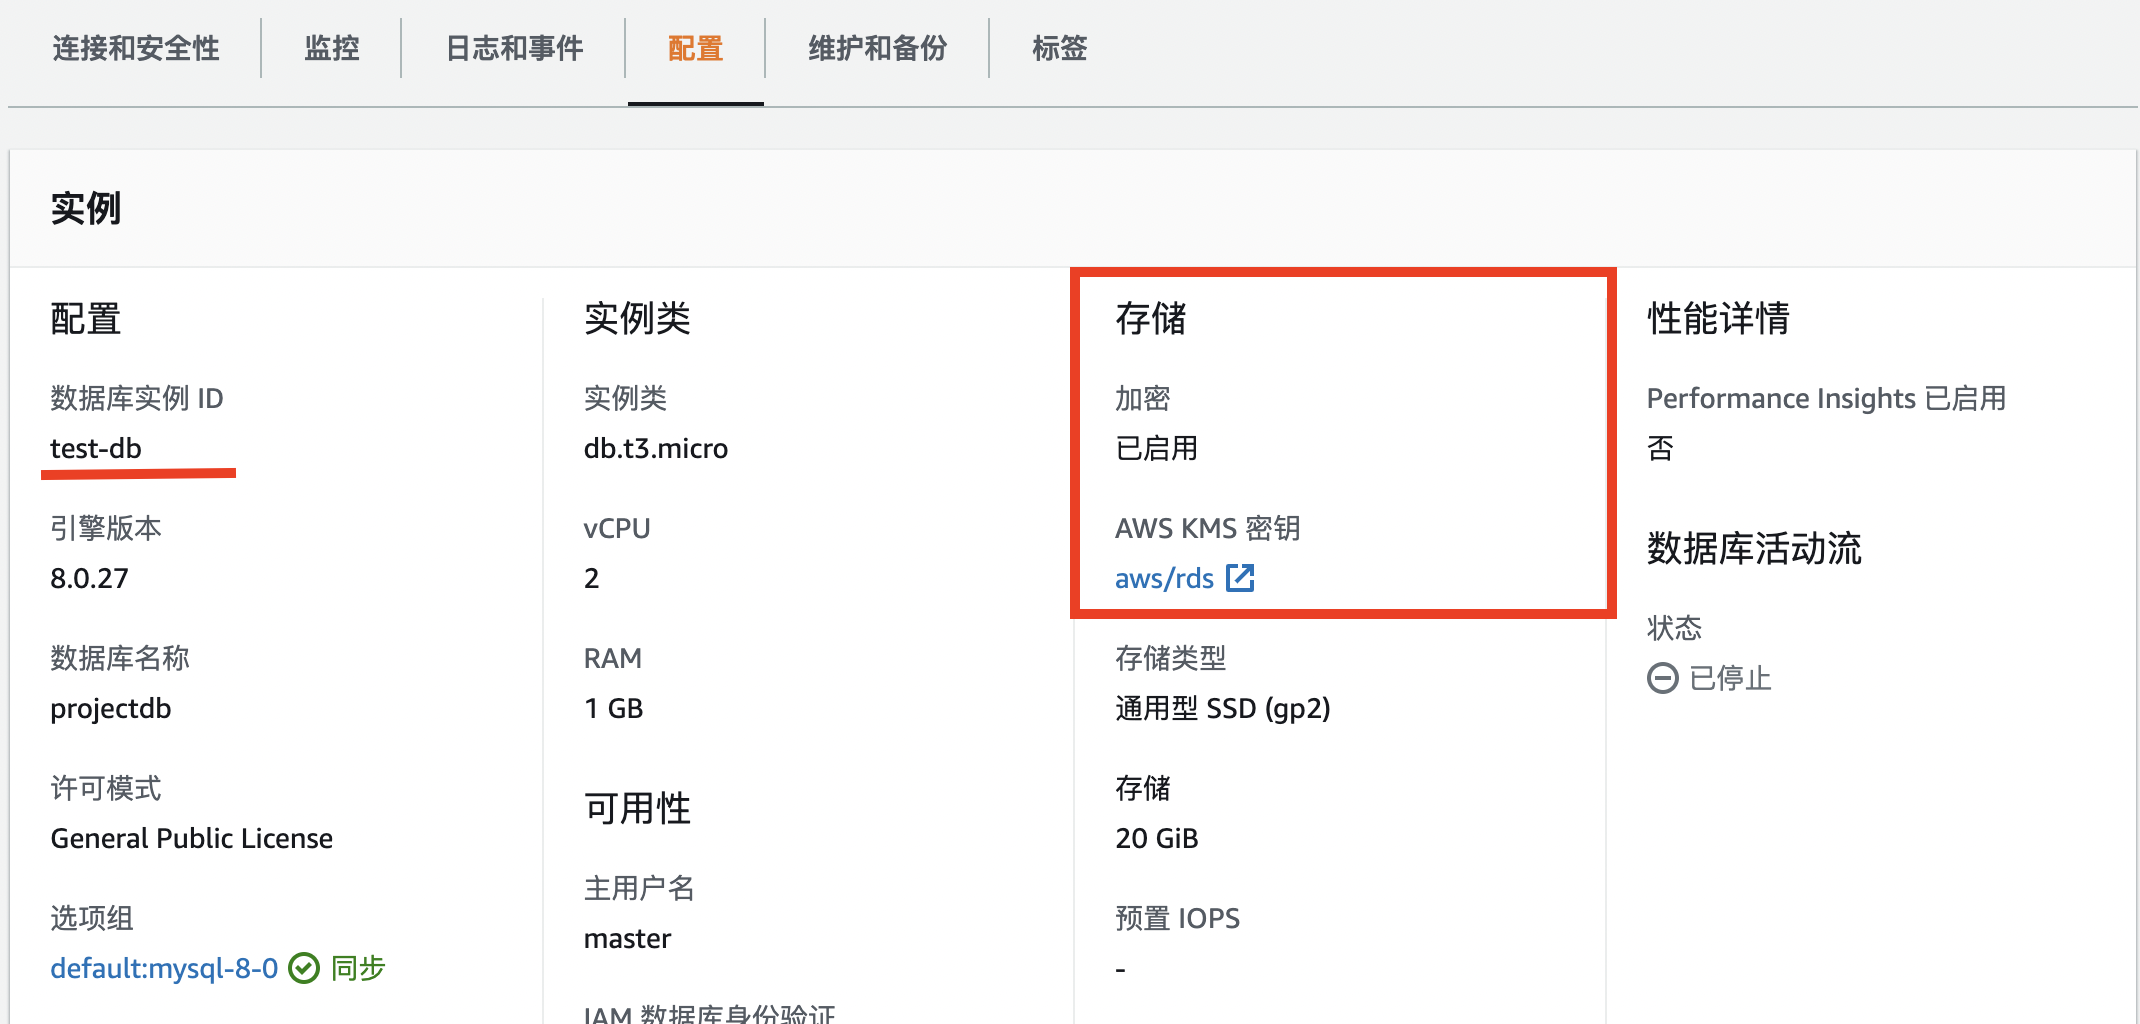 连接和安全性
监控
日志和事件
配置
维护和备份
标签
实例
配置
数据库实例 ID
test-db
引擎版本
8.0.27
数据库名称
projectdb
许可模式
General Public License
选项组
default:mysql-8-0 同步
实例类
实例类
db.t3.micro
vCPU
2
RAM
1 GB
可用性
主用户名
master
IAM 数据库身份验证
存储
加密
已启用
AWS KMS 密钥
aws/rds
存储类型
通用型 SSD (gp2)
存储
20 GiB
预置 IOPS
-
性能详情
Performance Insights 已启用
否
数据库活动流
状态
已停止